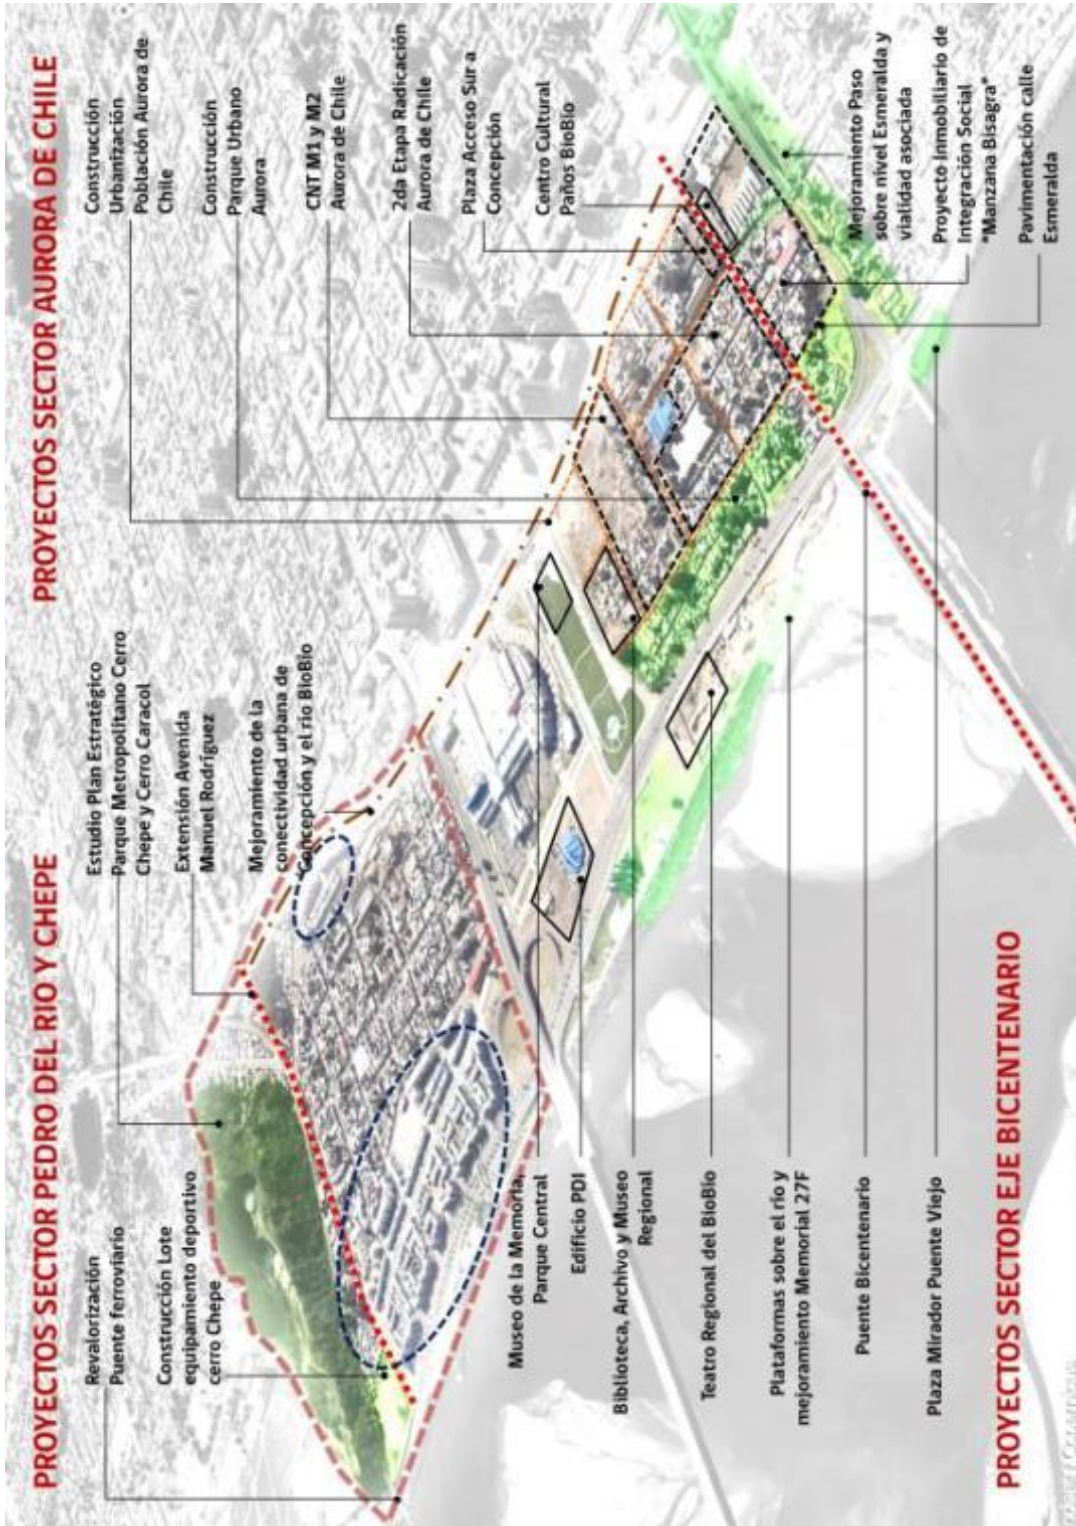 PROYECTOS SECTOR PEDRO DEL RIO Y CHEPE
Revalorización
Puente ferroviario
Construcción Lote
equipamiento deportivo
cerro Chepe
Estudio Plan Estratégico
Parque Metropolitano Cerro
Chepe y Cerro Caracol
Extensión Avenida
Manuel Rodríguez
Mejoramiento de la
conectividad urbana de
Concepción y el río BioBio
PROYECTOS SECTOR AURORA DE CHILE
Construcción
Urbanización
Población Aurora de
Chile
Construcción
Parque Urbano
Aurora
CNT M1 y M2
Aurora de Chile
2da Etapa Radicación
Aurora de Chile
Plaza Acceso Sur a
Concepción
Centro Cultural
Paños BioBio
Mejoramiento Paso
sobre nivel Esmeralda y
vialidad asociada
Proyecto Inmobiliario de
Integración Social
"Manzana Bisagra"
Pavimentación calle
Esmeralda
Museo de la Memoria,
Parque Central
Edificio PDI
Biblioteca, Archivo y Museo
Regional
Teatro Regional del BioBio
Plataformas sobre el río y
mejoramiento Memorial 27F
Puente Bicentenario
Plaza Mirador Puente Viejo
PROYECTOS SECTOR EJE BICENTENARIO